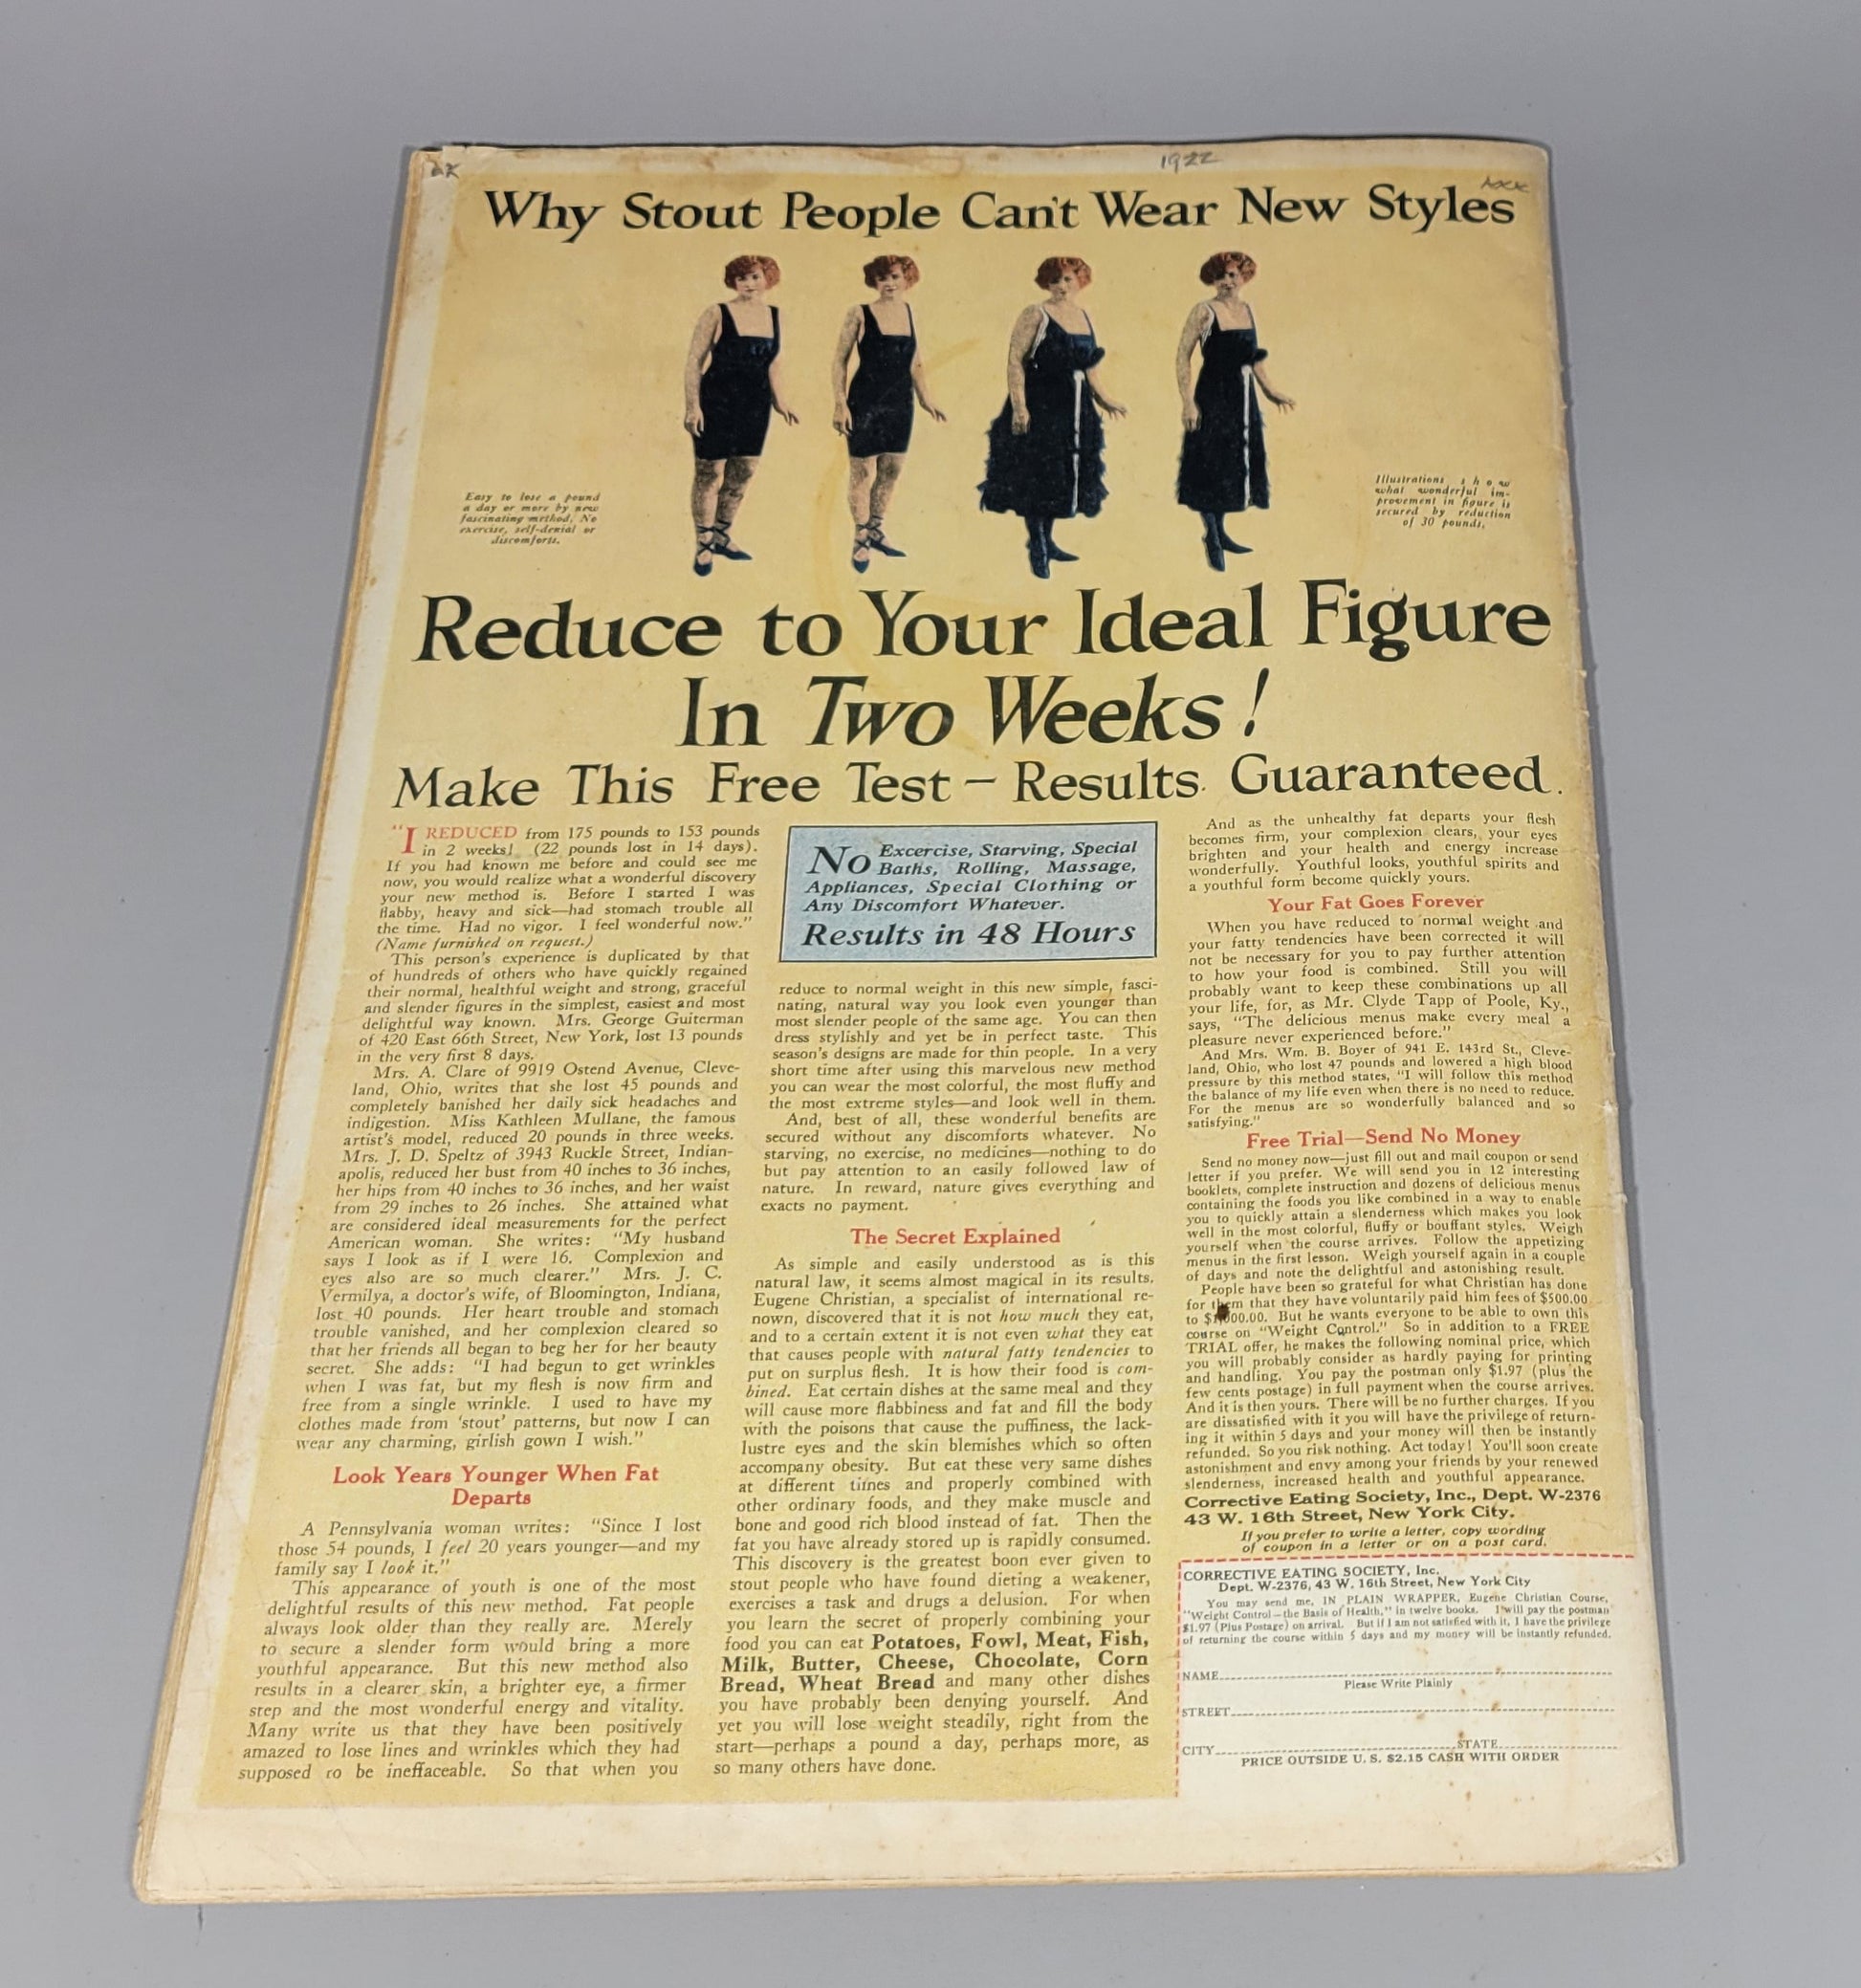 1922
Why Stout People Can't Wear New Styles
Easy to lose a pound
a day or more by new
fascinating method. No
exercise, self-denial or
discomforts.
Illustrations show
what wonderful im-
provement in figure is
secured by reduction
of 30 pounds.
Reduce to Your Ideal Figure
In Two Weeks!
Make This Free Test - Results Guaranteed.
"I REDUCED from 175 pounds to 153 pounds
in 2 weeks! (22 pounds lost in 14 days).
If you had known me before and could see me
now, you would realize what a wonderful discovery
your new method is. Before I started I was
flabby, heavy and sick—had stomach trouble all
the time. Had no vigor. I feel wonderful now."
(Name furnished on request.)
This person's experience is duplicated by that
of hundreds of others who have quickly regained
their normal, healthful weight and strong, graceful
and slender figures in the simplest, easiest and most
delightful way known. Mrs. George Guiterman
of 420 East 66th Street, New York, lost 13 pounds
in the very first 8 days.
Mrs. A. Clare of 9919 Ostend Avenue, Cleve-
land, Ohio, writes that she lost 45 pounds and
completely banished her daily sick headaches and
indigestion. Miss Kathleen Mullane, the famous
artist's model, reduced 20 pounds in three weeks.
Mrs. J. D. Speltz of 3943 Ruckle Street, Indian-
apolis, reduced her bust from 40 inches to 36 inches,
her hips from 40 inches to 36 inches, and her waist
from 29 inches to 26 inches. She attained what
are considered ideal measurements for the perfect
American woman. She writes: "My husband
says I look as if I were 16. Complexion and
eyes also are so much clearer." Mrs. J. C.
Vermilya, a doctor's wife, of Bloomington, Indiana,
lost 40 pounds. Her heart trouble and stomach
trouble vanished, and her complexion cleared so
that her friends all began to beg her for her beauty
secret. She adds: "I had begun to get wrinkles
when I was fat, but my flesh is now firm and
free from a single wrinkle. I used to have my
clothes made from 'stout' patterns, but now I can
wear any charming, girlish gown I wish."
Look Years Younger When Fat
Departs
A Pennsylvania woman writes: "Since I lost
those 54 pounds, I feel 20 years younger—and my
family say I look it."
This appearance of youth is one of the most
delightful results of this new method. Fat people
always look older than they really are. Merely
to secure a slender form would bring a more
youthful appearance. But this new method also
results in a clearer skin, a brighter eye, a firmer
step and the most wonderful energy and vitality.
Many write us that they have been positively
amazed to lose lines and wrinkles which they had
supposed to be ineffaceable. So that when you
No Excercise, Starving, Special
Baths, Rolling, Massage,
Appliances, Special Clothing or
Any Discomfort Whatever.
Results in 48 Hours
reduce to normal weight in this new simple, fasci-
nating, natural way you look even younger than
most slender people of the same age. You can then
dress stylishly and yet be in perfect taste. This
season's designs are made for thin people. In a very
short time after using this marvelous new method
you can wear the most colorful, the most fluffy and
the most extreme styles—and look well in them.
And, best of all, these wonderful benefits are
secured without any discomforts whatever. No
starving, no exercise, no medicines—nothing to do
but pay attention to an easily followed law of
nature. In reward, nature gives everything and
exacts no payment.
The Secret Explained
As simple and easily understood as is this
natural law, it seems almost magical in its results.
Eugene Christian, a specialist of international re-
nown, discovered that it is not how much they eat,
and to a certain extent it is not even what they eat
that causes people with natural fatty tendencies to
put on surplus flesh. It is how their food is com-
bined. Eat certain dishes at the same meal and they
will cause more flabbiness and fat and fill the body
with the poisons that cause the puffiness, the lack-
lustre eyes and the skin blemishes which so often
accompany obesity. But eat these very same dishes
at different times and properly combined with
other ordinary foods, and they make muscle and
bone and good rich blood instead of fat. Then the
fat you have already stored up is rapidly consumed.
This discovery is the greatest boon ever given to
stout people who have found dieting a weakener,
exercises a task and drugs a delusion. For when
you learn the secret of properly combining your
food you can eat Potatoes, Fowl, Meat, Fish,
Milk, Butter, Cheese, Chocolate, Corn
Bread, Wheat Bread and many other dishes
you have probably been denying yourself. And
yet you will lose weight steadily, right from the
start—perhaps a pound a day, perhaps more, as
so many others have done.
And as the unhealthy fat departs your flesh
becomes firm, your complexion clears, your eyes
brighten and your health and energy increase
wonderfully. Youthful looks, youthful spirits and
a youthful form become quickly yours.
Your Fat Goes Forever
When you have reduced to normal weight and
your fatty tendencies have been corrected it will
not be necessary for you to pay further attention
to how your food is combined. Still you will
probably want to keep these combinations up all
your life, for, as Mr. Clyde Tapp of Poole, Ky.,
says, "The delicious menus make every meal a
pleasure never experienced before."
And Mrs. Wm. B. Boyer of 941 E. 143rd St., Cleve-
land, Ohio, who lost 47 pounds and lowered a high blood
pressure by this method states, "I will follow this method
the balance of my life even when there is no need to reduce.
For the menus are so wonderfully balanced and so
satisfying."
Free Trial—Send No Money
Send no money now—just fill out and mail coupon or send
letter if you prefer. We will send you in 12 interesting
booklets, complete instruction and dozens of delicious menus
containing the foods you like combined in a way to enable
you to quickly attain a slenderness which makes you look
well in the most colorful, fluffy or bouffant styles. Weigh
yourself when the course arrives. Follow the appetizing
menus in the first lesson. Weigh yourself again in a couple
of days and note the delightful and astonishing result.
People have been so grateful for what Christian has done
for them that they have voluntarily paid him fees of $500.00
to But he wants everyone to be able to own this
course on "Weight Control." So in addition to a FREE
TRIAL offer, he makes the following nominal price, which
you will probably consider as hardly paying for printing
and handling. You pay the postman only $1.97 (plus the
few cents postage) in full payment when the course arrives.
And it is then yours. There will be no further charges. If you
are dissatisfied with it you will have the privilege of return-
ing it within 5 days and your money will then be instantly
refunded. So you risk nothing. Act today! You'll soon create
astonishment and envy among your friends by your renewed
slenderness, increased health and youthful appearance.
Corrective Eating Society, Inc., Dept. W-2376
43 W. 16th Street, New York City.
If you prefer to write a letter, copy wording
of coupon in a letter or on a post card.
CORRECTIVE EATING SOCIETY, Inc.
Dept. W-2376, 43 W. 16th Street, New York City
You may send me, IN PLAIN WRAPPER, Eugene Christian Course,
"Weight Control—the Basis of Health," in twelve books. I will pay the postman
$1.97 (Plus Postage) on arrival. But if I am not satisfied with it, I have the privilege
of returning the course within 5 days and my money will be instantly refunded.
NAME
Please Write Plainly
STREET
CITY STATE
PRICE OUTSIDE U. S. $2.15 CASH WITH ORDER